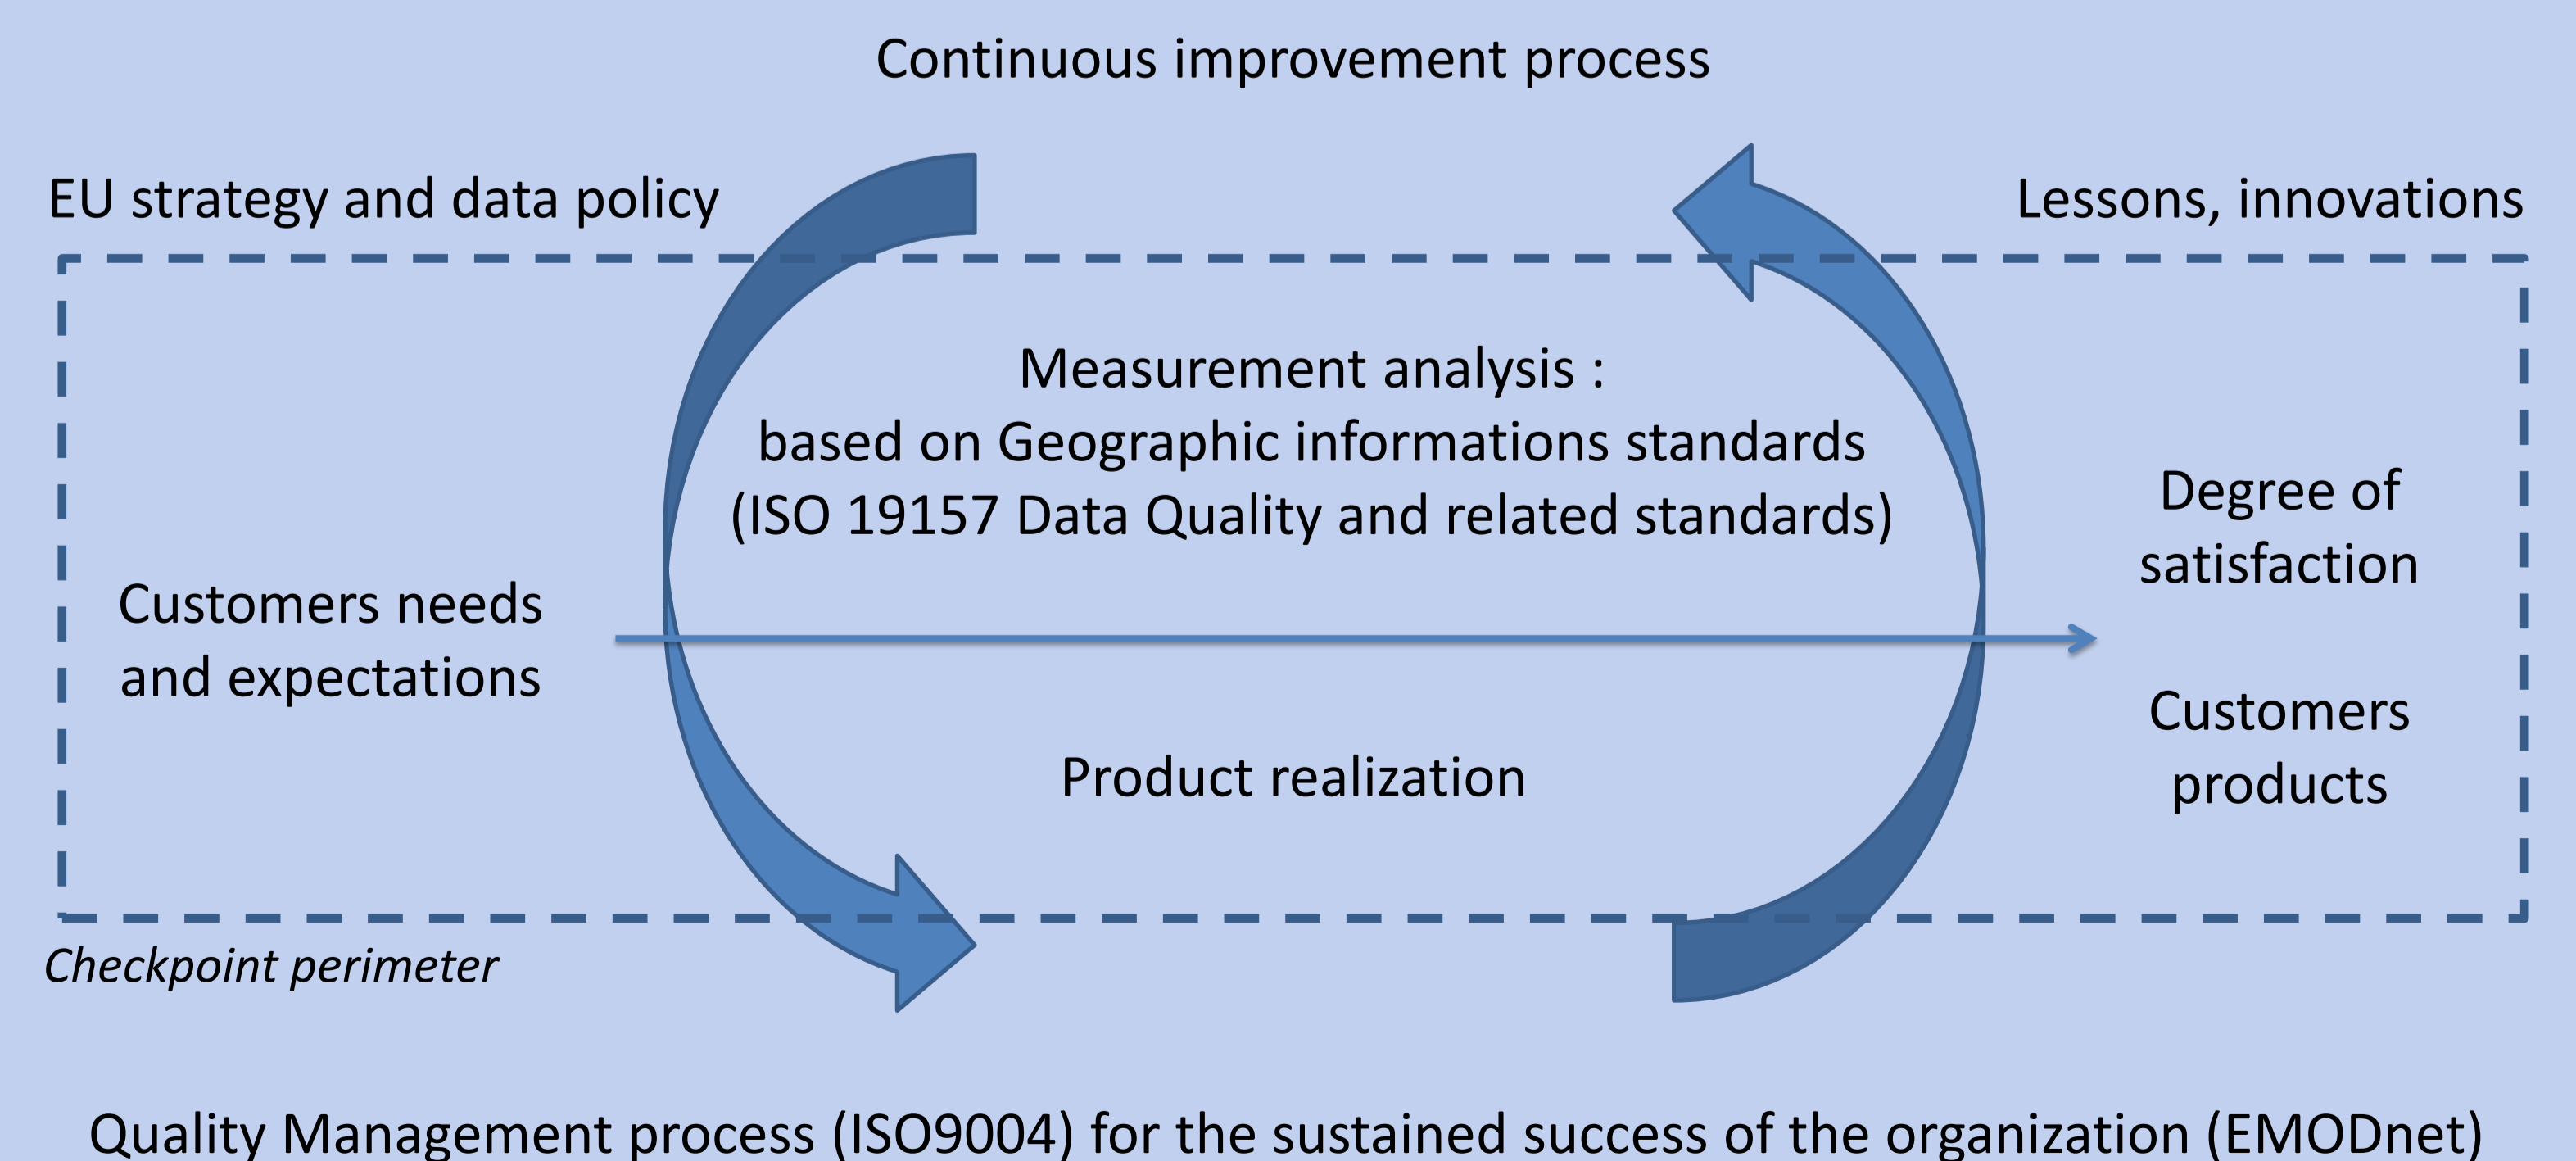 Continuous improvement process
EU strategy and data policy
Lessons, innovations
Measurement analysis :
based on Geographic informations standards
(ISO 19157 Data Quality and related standards)
Customers needs
and expectations
Degree of
satisfaction
Customers
products
Product realization
Checkpoint perimeter
Quality Management process (ISO9004) for the sustained success of the organization (EMODnet)